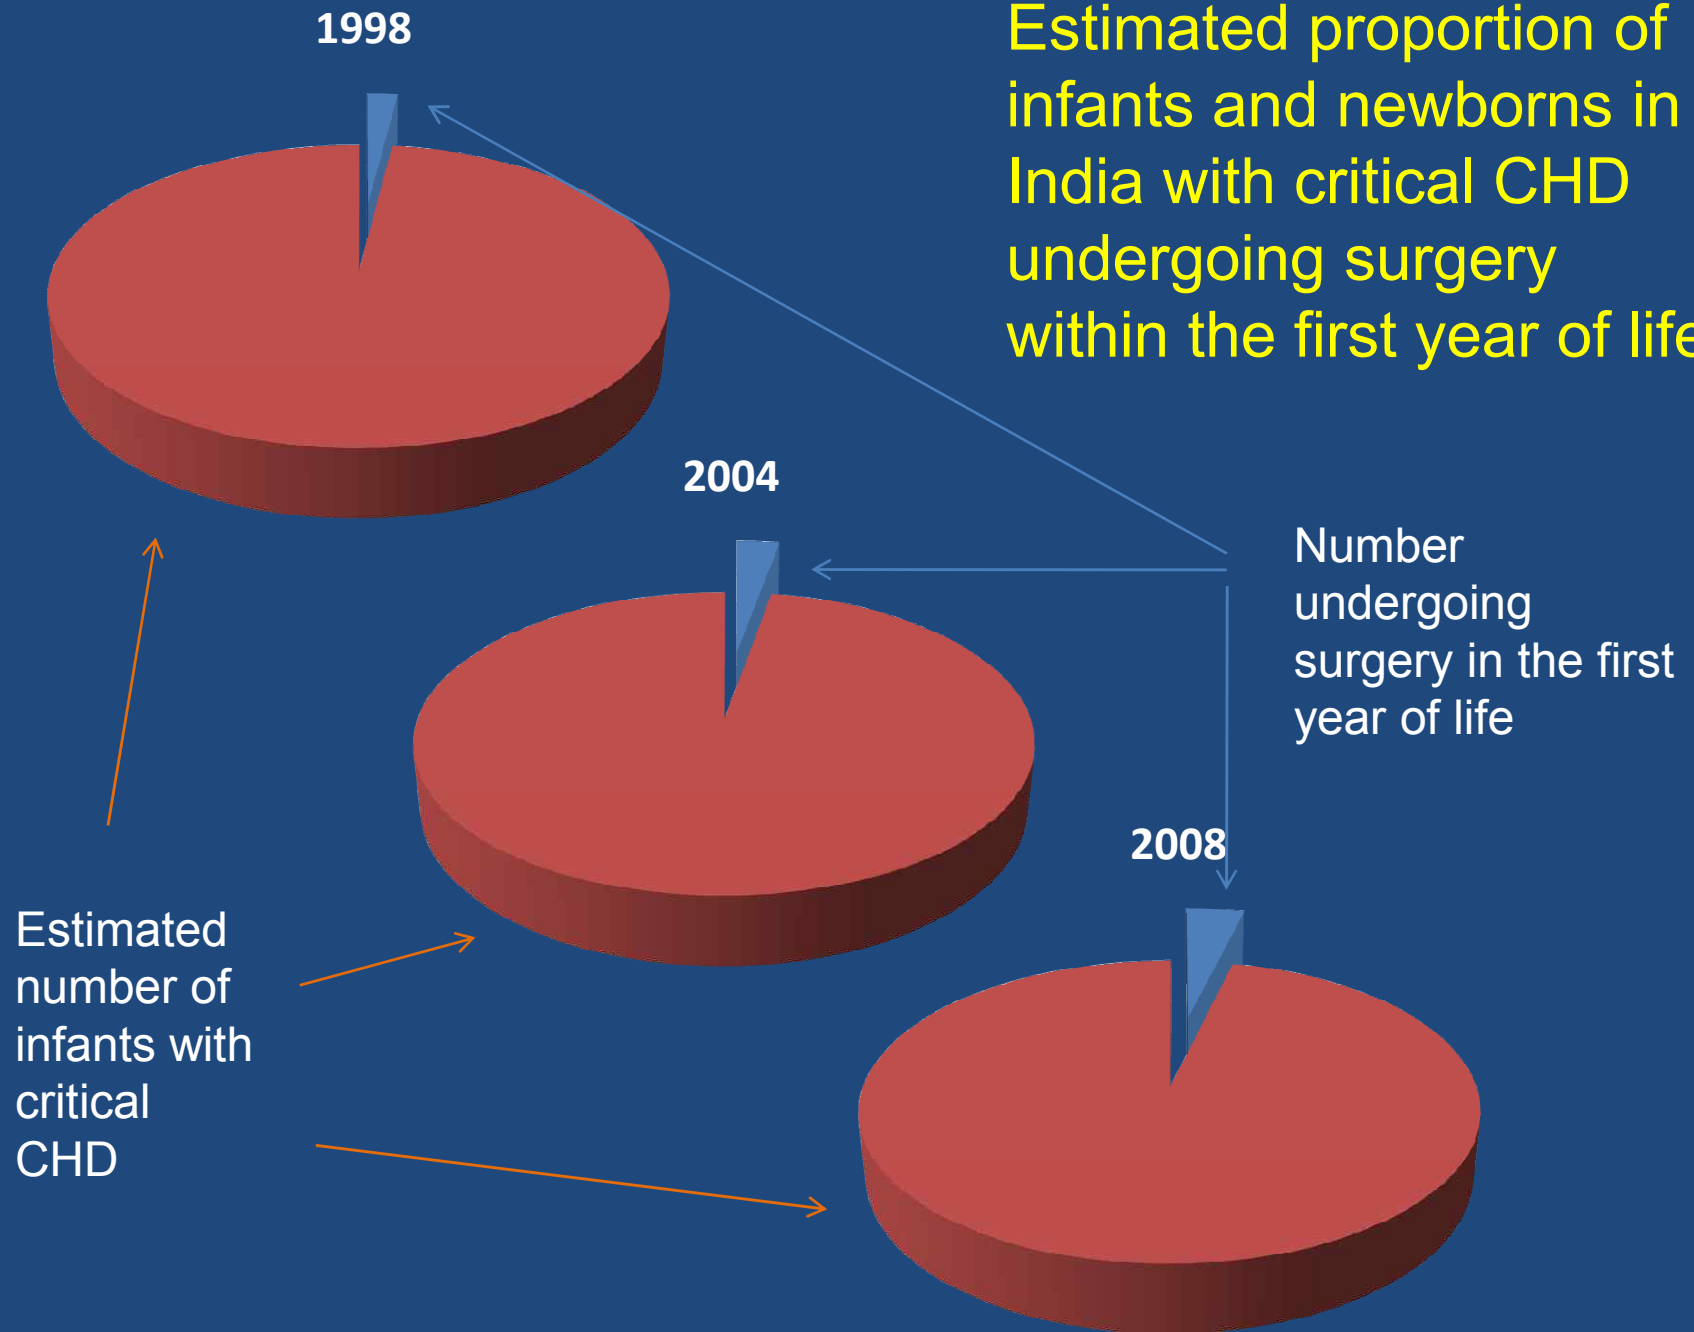 1998
Estimated proportion of
infants and newborns in
India with critical CHD
undergoing surgery
within the first year of life
2004
Number
undergoing
surgery in the first
year of life
2008
Estimated
number of
infants with
critical
CHD